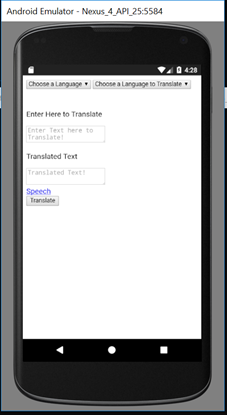 Android Emulator - Nexus_4_API_25:5584
4:28
Choose a Language Choose a Language to Translate
Enter Here to Translate
Enter Text here to
Translate!
Translated Text
Translated Text!
Speech
Translate